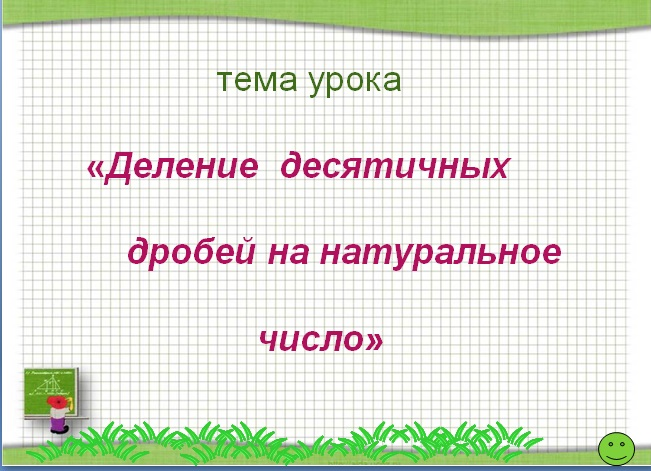 тема урока
«Деление десятичных
дробей на натуральное
число»